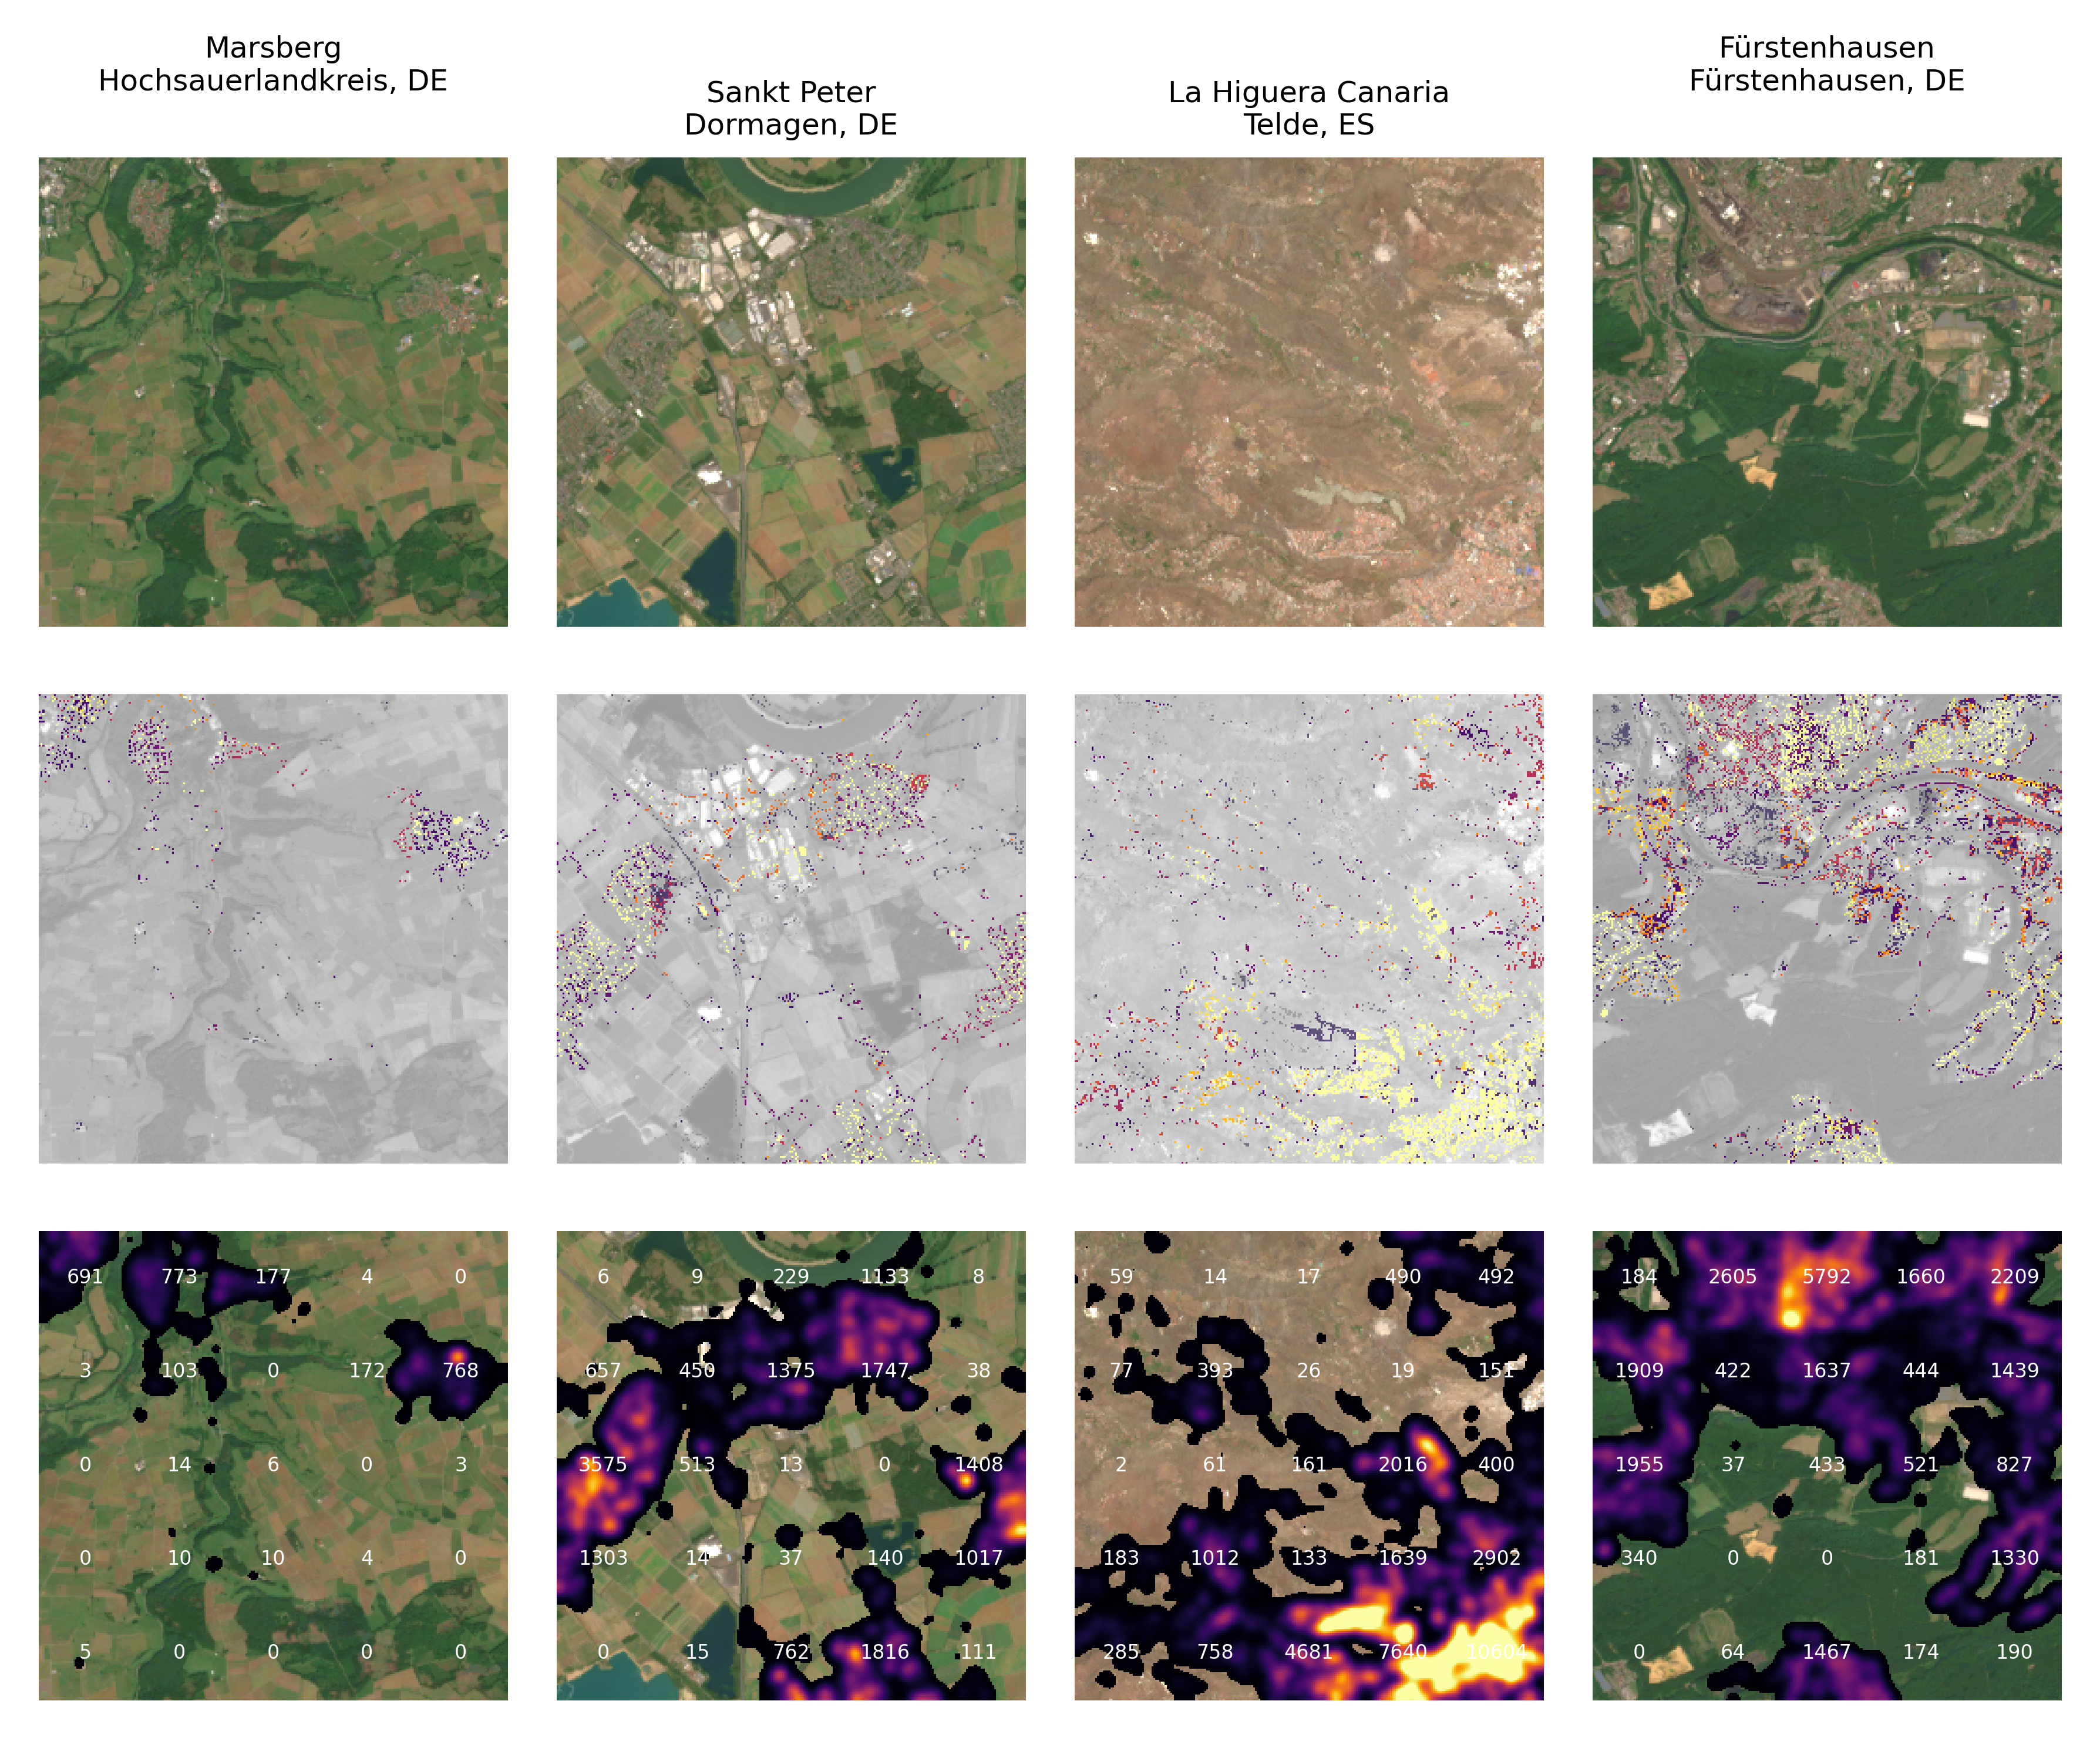 Marsberg
Hochsauerlandkreis, DE
Sankt Peter
Dormagen, DE
La Higuera Canaria
Telde, ES
Fürstenhausen
Fürstenhausen, DE
691 773 177 4 0
3 103 0 172 768
0 14 6 0 3
0 10 10 4 0
5 0 0 0 0
6 9 229 1133 8
657 450 1375 1747 38
3575 513 13 0 1408
1303 14 37 140 1017
0 15 762 1816 111
59 14 17 490 492
77 393 26 19 151
2 61 161 2016 400
183 1012 133 1639 2902
285 758 4681 7640 10604
184 2605 5792 1660 2209
1909 422 1637 444 1439
1955 37 433 521 827
340 0 0 181 1330
0 64 1467 174 190